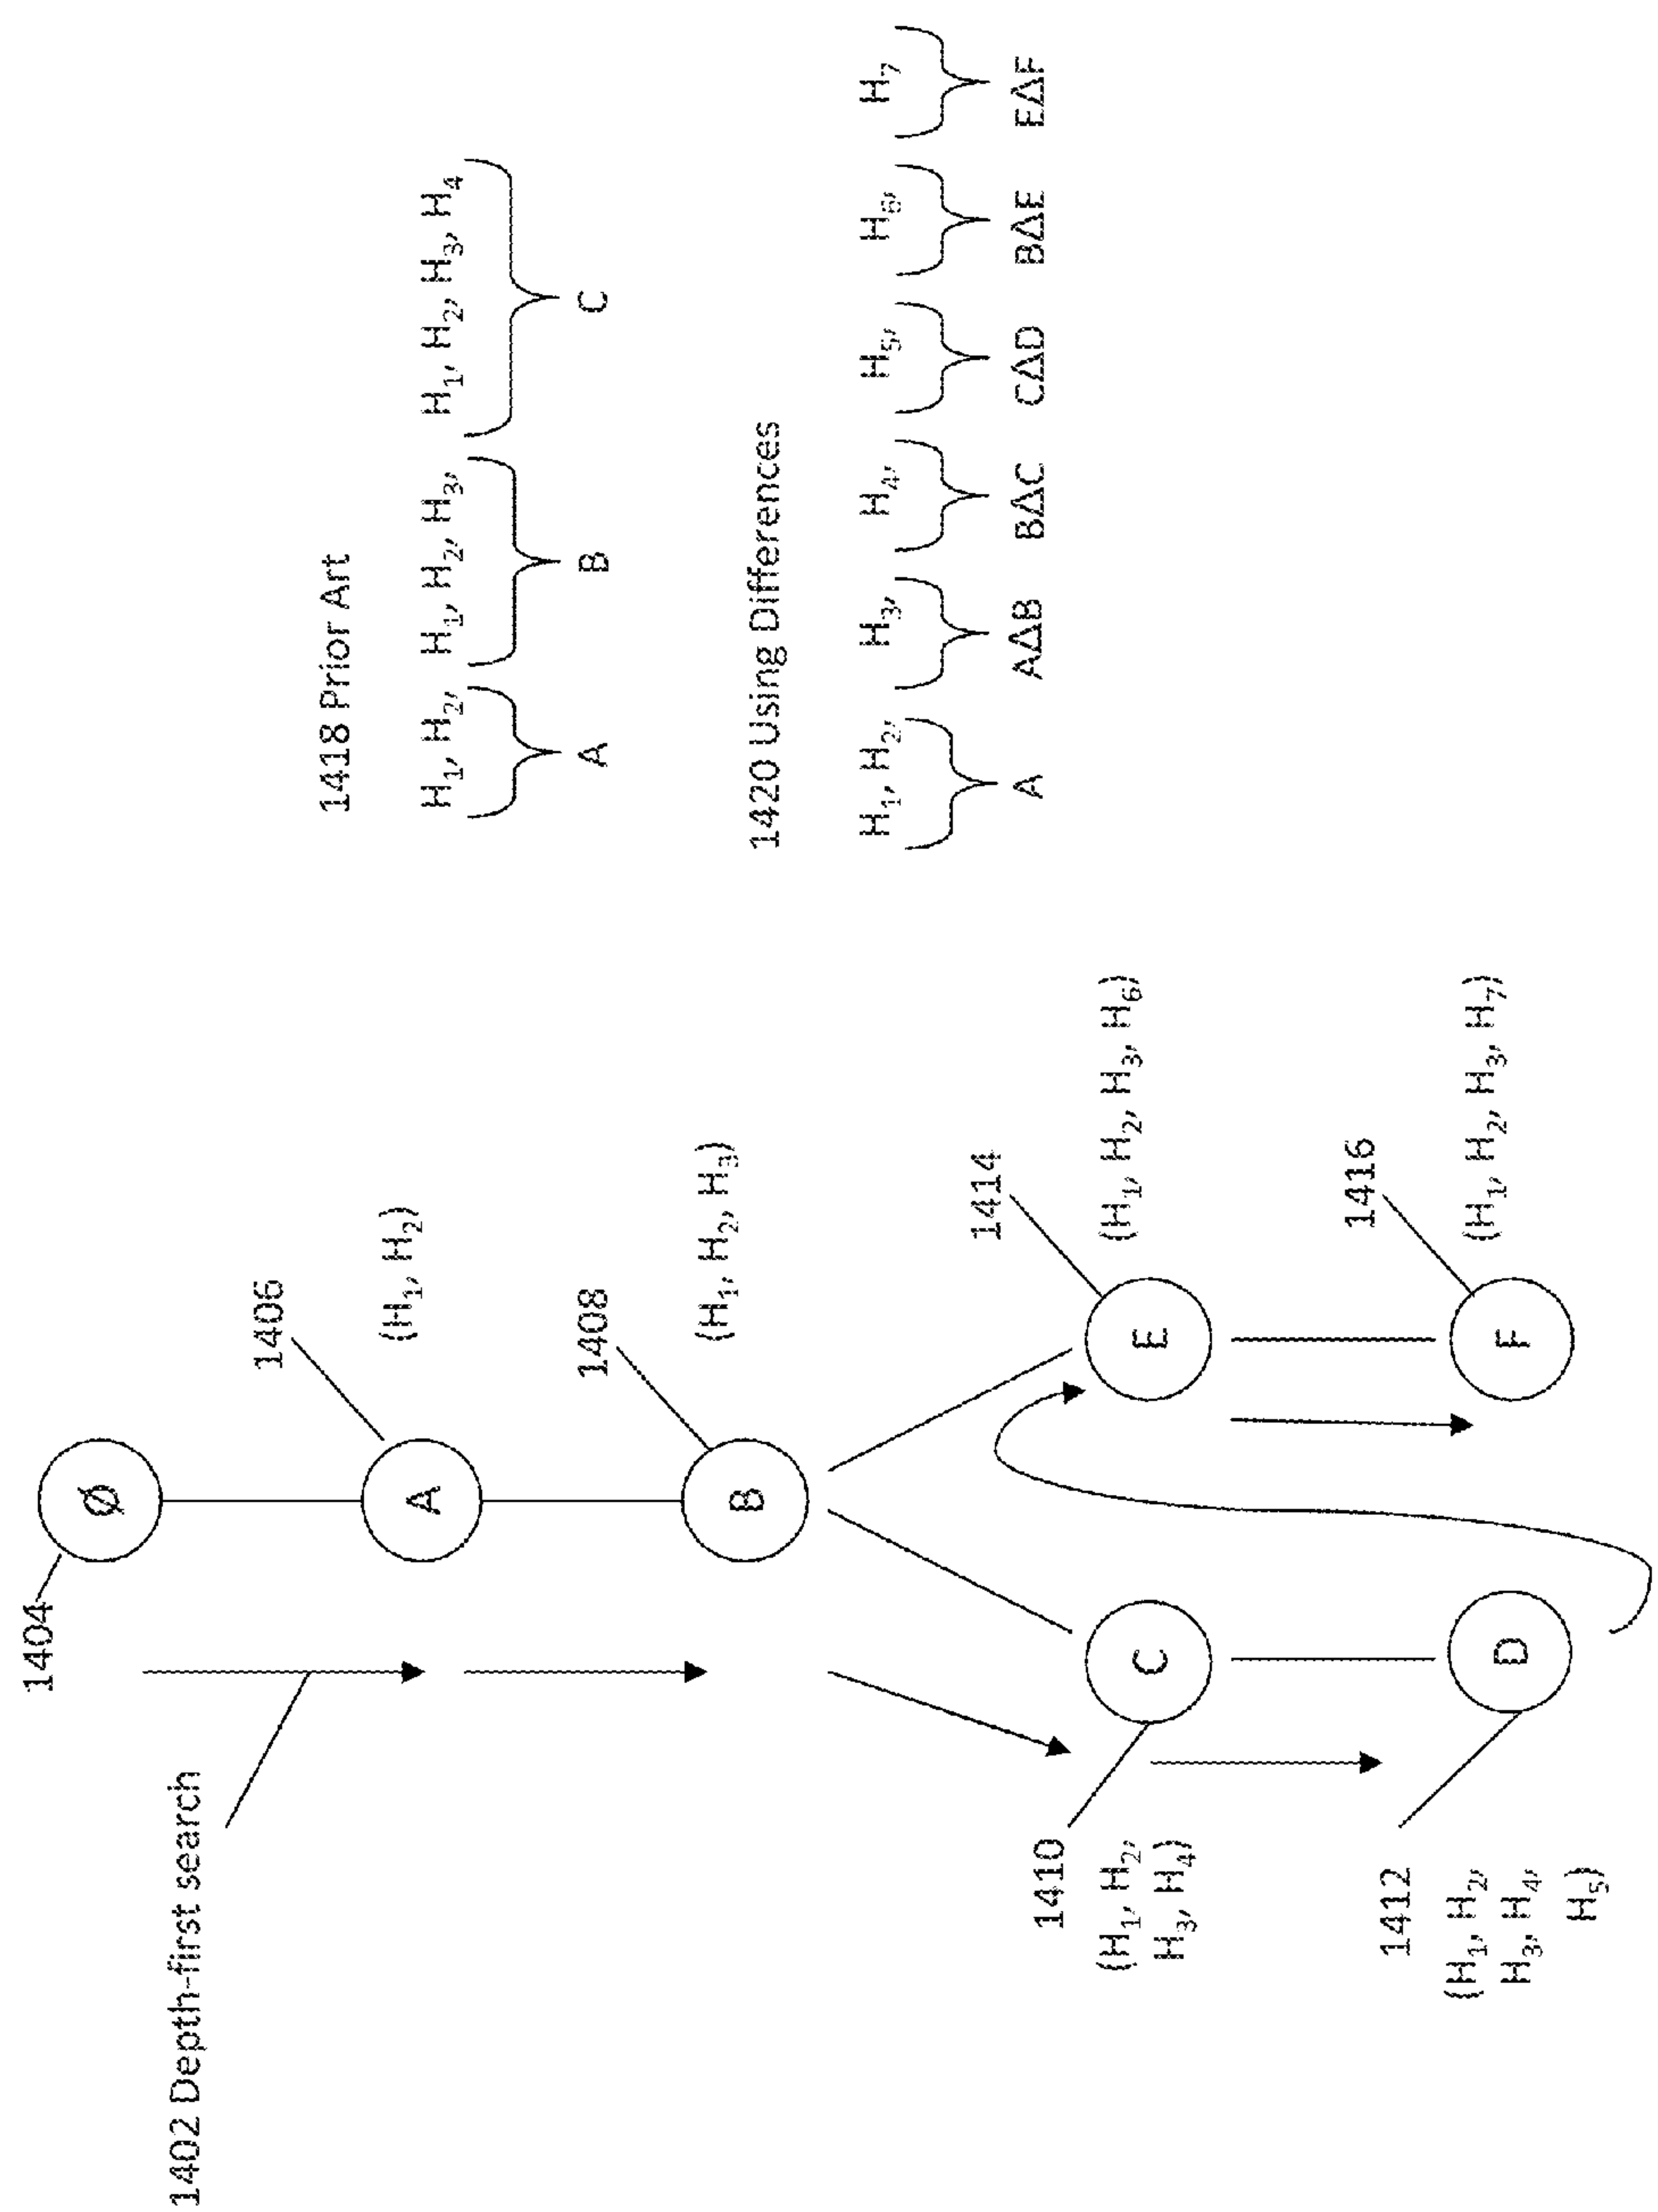 1402 Depth-first search
1404
Ø
1406
A
(H₁, H₂)
1408
B
(H₁, H₂, H₃)
1410
C
(H₁, H₂,
H₃, H₄)
1414
E
(H₁, H₂, H₃, H₆)
1412
D
(H₁, H₂,
H₃, H₄,
H₅)
1416
F
(H₁, H₂, H₃, H₇)
1418 Prior Art
H₁, H₂, H₁, H₂, H₃, H₁, H₂, H₃, H₄
A B C
1420 Using Differences
H₁, H₂, H₃, H₄, H₅, H₆, H₇
A AΔB BΔC CΔD BΔE EΔF